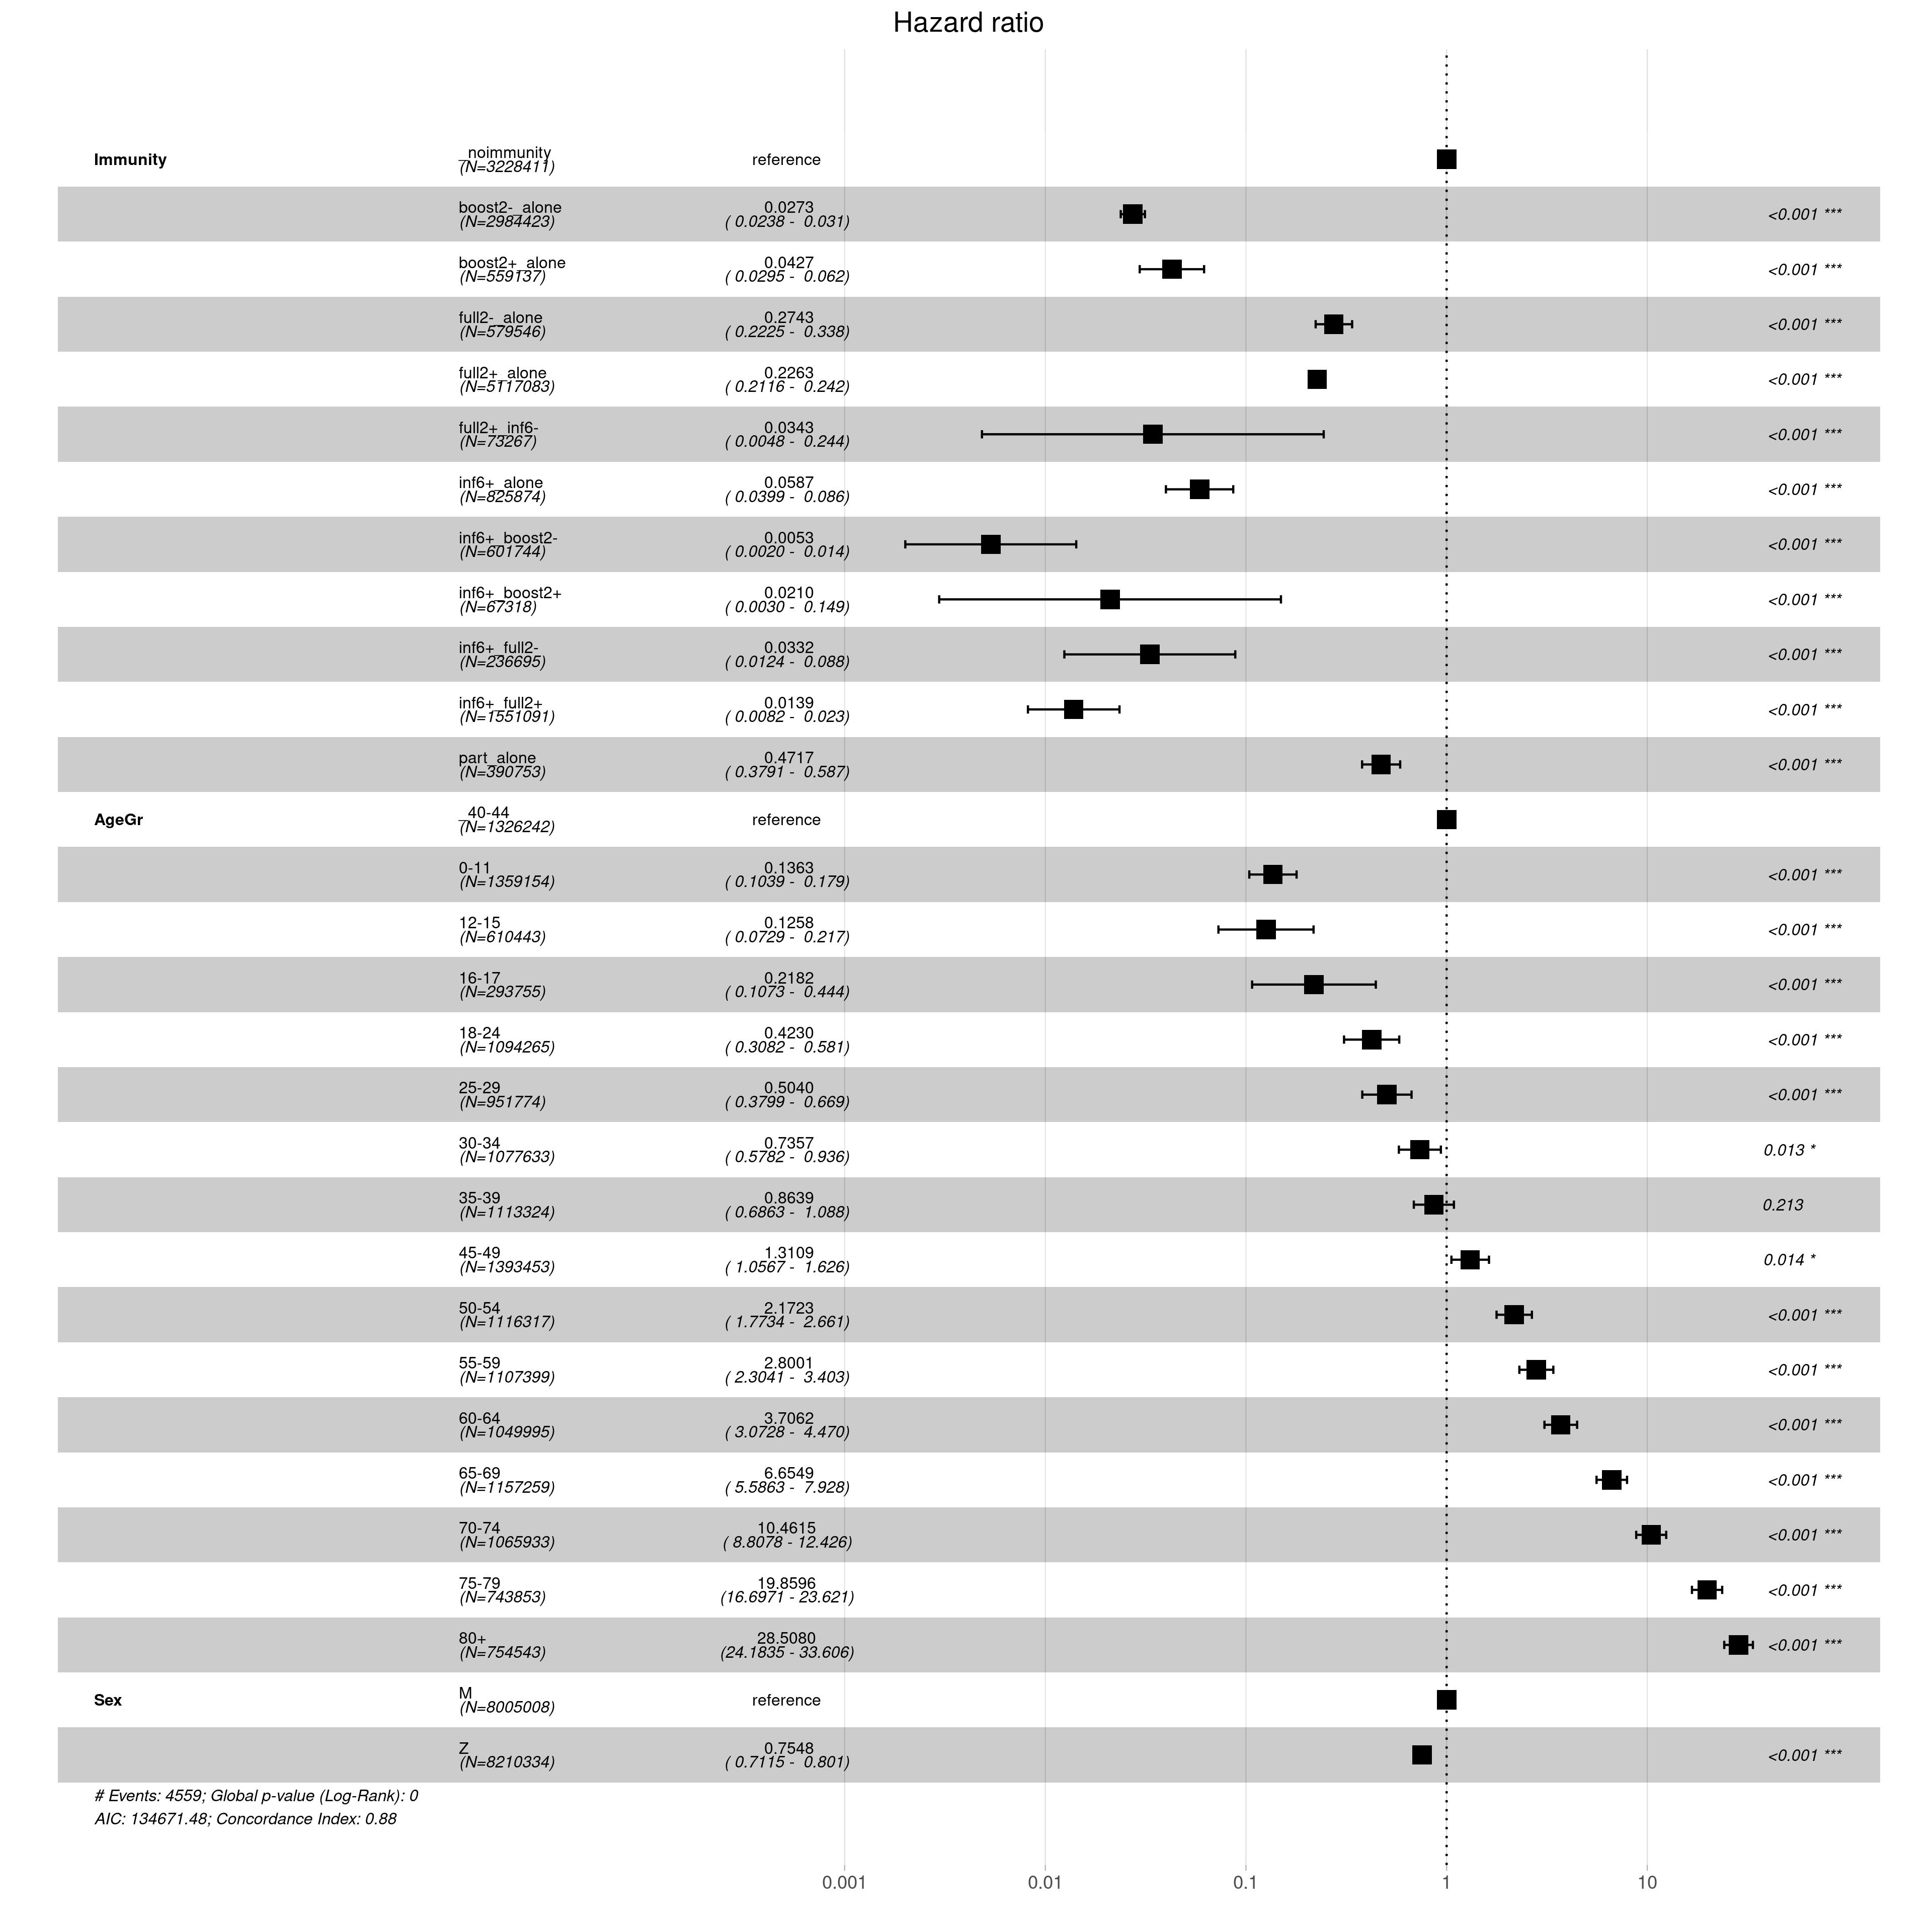 Hazard ratio
Immunity _noimmunity reference
(N=3228411)
boost2-_alone 0.0273 <0.001 ***
(N=2984423) ( 0.0238 - 0.031)
boost2+_alone 0.0427 <0.001 ***
(N=559137) ( 0.0295 - 0.062)
full2-_alone 0.2743 <0.001 ***
(N=579546) ( 0.2225 - 0.338)
full2+_alone 0.2263 <0.001 ***
(N=5117083) ( 0.2116 - 0.242)
full2+_inf6- 0.0343 <0.001 ***
(N=73267) ( 0.0048 - 0.244)
inf6+_alone 0.0587 <0.001 ***
(N=825874) ( 0.0399 - 0.086)
inf6+_boost2- 0.0053 <0.001 ***
(N=601744) ( 0.0020 - 0.014)
inf6+_boost2+ 0.0210 <0.001 ***
(N=67318) ( 0.0030 - 0.149)
inf6+_full2- 0.0332 <0.001 ***
(N=236695) ( 0.0124 - 0.088)
inf6+_full2+ 0.0139 <0.001 ***
(N=1551091) ( 0.0082 - 0.023)
part_alone 0.4717 <0.001 ***
(N=390753) ( 0.3791 - 0.587)
AgeGr _40-44 reference
(N=1326242)
0-11 0.1363 <0.001 ***
(N=1359154) ( 0.1039 - 0.179)
12-15 0.1258 <0.001 ***
(N=610443) ( 0.0729 - 0.217)
16-17 0.2182 <0.001 ***
(N=293755) ( 0.1073 - 0.444)
18-24 0.4230 <0.001 ***
(N=1094265) ( 0.3082 - 0.581)
25-29 0.5040 <0.001 ***
(N=951774) ( 0.3799 - 0.669)
30-34 0.7357 0.013 *
(N=1077633) ( 0.5782 - 0.936)
35-39 0.8639 0.213
(N=1113324) ( 0.6863 - 1.088)
45-49 1.3109 0.014 *
(N=1393453) ( 1.0567 - 1.626)
50-54 2.1723 <0.001 ***
(N=1116317) ( 1.7734 - 2.661)
55-59 2.8001 <0.001 ***
(N=1107399) ( 2.3041 - 3.403)
60-64 3.7062 <0.001 ***
(N=1049995) ( 3.0728 - 4.470)
65-69 6.6549 <0.001 ***
(N=1157259) ( 5.5863 - 7.928)
70-74 10.4615 <0.001 ***
(N=1065933) ( 8.8078 - 12.426)
75-79 19.8596 <0.001 ***
(N=743853) (16.6971 - 23.621)
80+ 28.5080 <0.001 ***
(N=754543) (24.1835 - 33.606)
Sex M reference
(N=8005008)
Z 0.7548 <0.001 ***
(N=8210334) ( 0.7115 - 0.801)
# Events: 4559; Global p-value (Log-Rank): 0
AIC: 134671.48; Concordance Index: 0.88
0.001 0.01 0.1 1 10